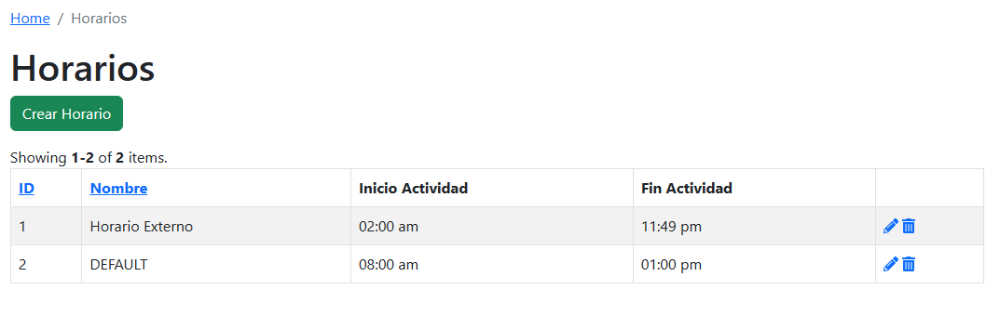 Home / Horarios
Horarios
Crear Horario
Showing 1-2 of 2 items.
ID Nombre Inicio Actividad Fin Actividad
1 Horario Externo 02:00 am 11:49 pm
2 DEFAULT 08:00 am 01:00 pm